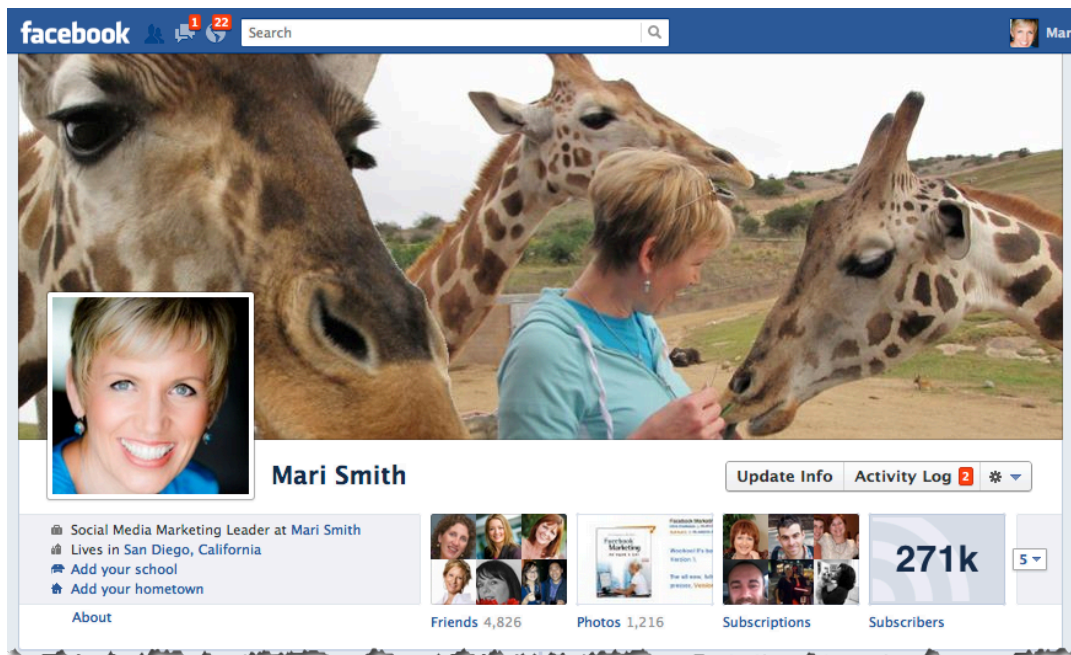 facebook 1 22 Search Mar
Mari Smith
Update Info Activity Log 2
Social Media Marketing Leader at Mari Smith
Lives in San Diego, California
Add your school
Add your hometown
About
Facebook
Marketing
271k
5
Friends 4,826
Photos 1,216
Subscriptions
Subscribers